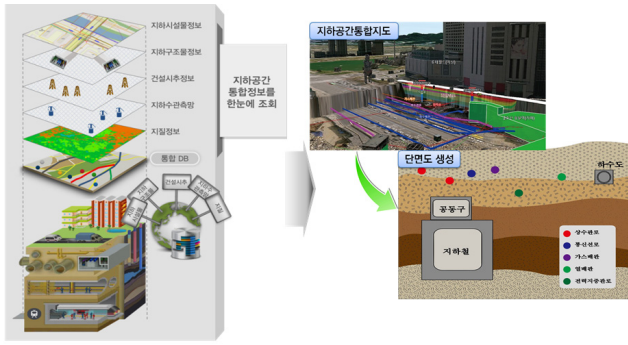 지하시설물정보
지하구조물정보
건설시추정보
지하수관측망
지질정보
통합 DB
지하공간
통합정보를
한눈에 조회
건설시추
지질
지하공간통합지도
단면도 생성
하수도
공동구
지하철
상수관로
통신선로
가스배관
열배관
전력지중관로